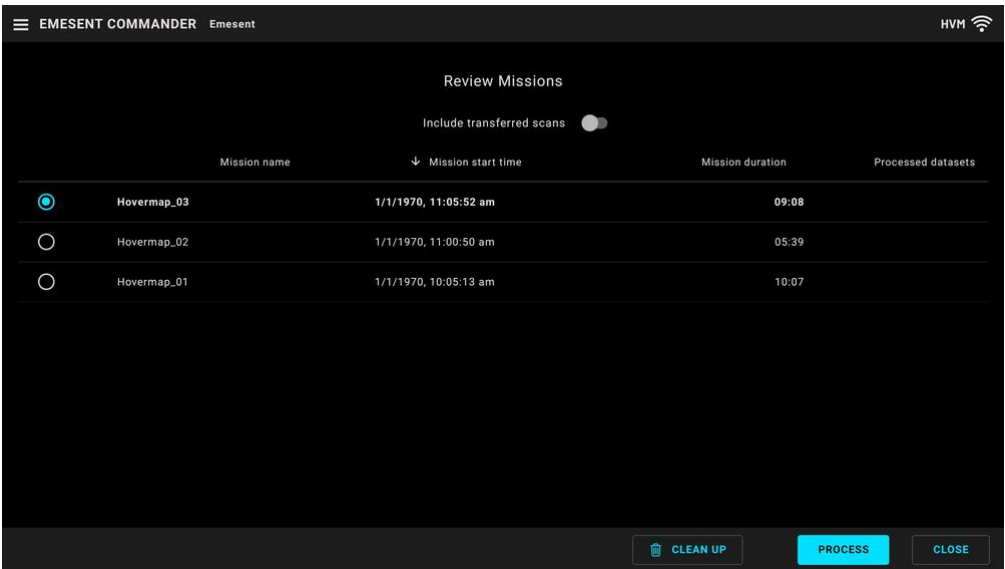 EMESENT COMMANDER Emesent HVM
Review Missions
Include transferred scans
Mission name Mission start time Mission duration Processed datasets
Hovermap_03 1/1/1970, 11:05:52 am 09:08
Hovermap_02 1/1/1970, 11:00:50 am 05:39
Hovermap_01 1/1/1970, 10:05:13 am 10:07
CLEAN UP PROCESS CLOSE